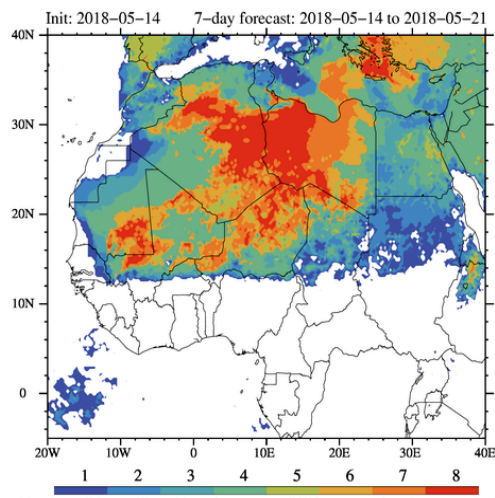 Init: 2018-05-14 7-day forecast: 2018-05-14 to 2018-05-21
40N
30N
20N
10N
0
20W 10W 0 10E 20E 30E 40E
1 2 3 4 5 6 7 8